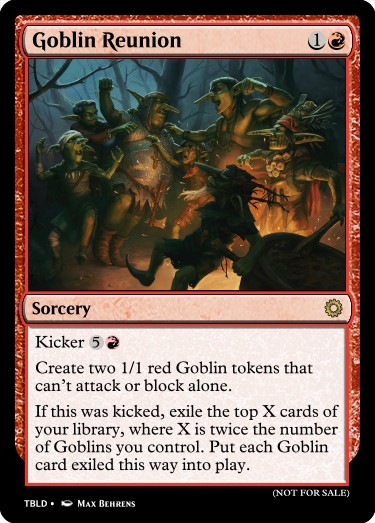 Goblin Reunion 1
Sorcery
Kicker 5
Create two 1/1 red Goblin tokens that
can't attack or block alone.
If this was kicked, exile the top X cards of
your library, where X is twice the number
of Goblins you control. Put each Goblin
card exiled this way into play.
(NOT FOR SALE)
TBLD • Max Behrens